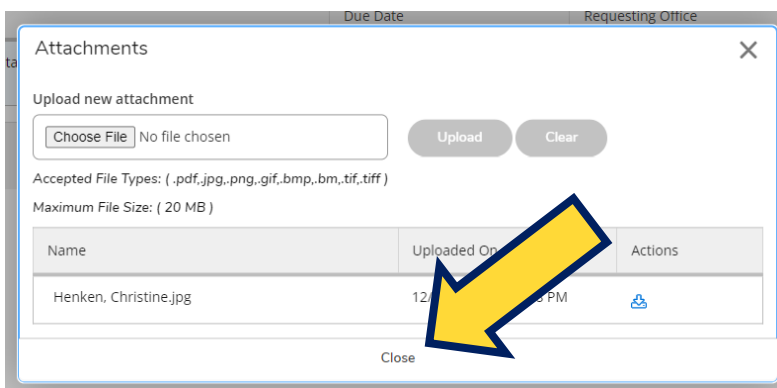 Due Date Requesting Office
Attachments
Upload new attachment
Choose File No file chosen Upload Clear
Accepted File Types: ( .pdf,.jpg,.png,.gif,.bmp,.bm,.tif,.tiff )
Maximum File Size: ( 20 MB )
Name Uploaded On Actions
Henken, Christine.jpg 12/ PM
Close